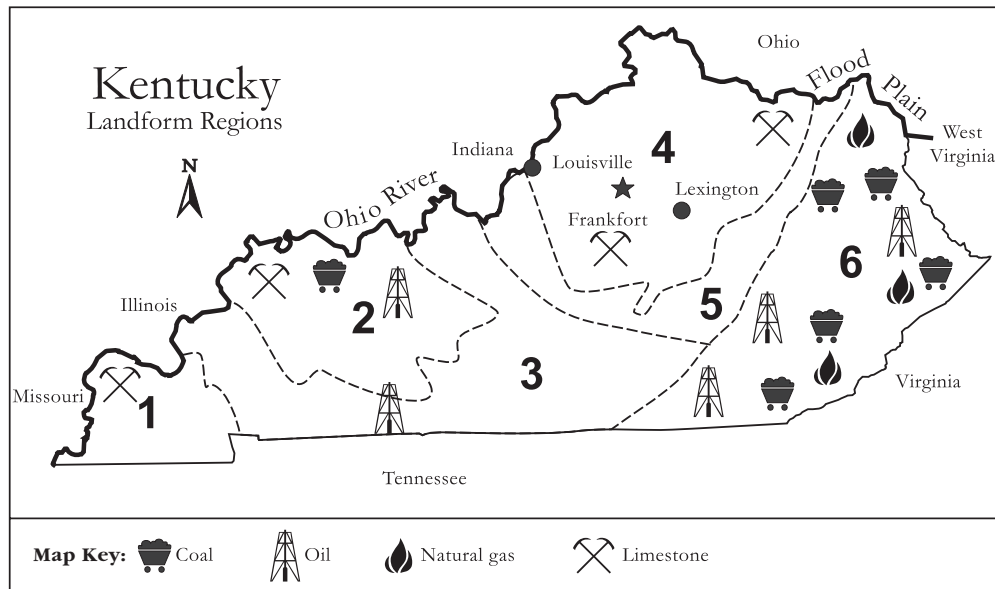 Kentucky
Landform Regions
N
Ohio
Flood Plain
West
Virginia
Indiana
Louisville
4
Lexington
Ohio River
Frankfort
6
Illinois
2
5
3
Missouri
1
Virginia
Tennessee
Map Key: Coal Oil Natural gas Limestone